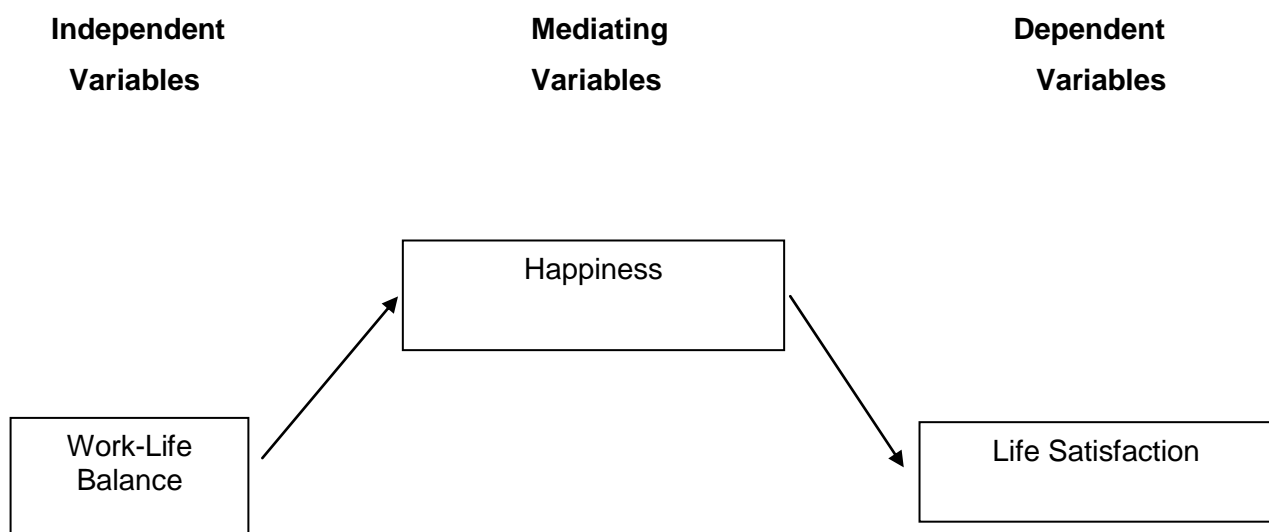 Independent
Variables
Mediating
Variables
Dependent
Variables
Happiness
Work-Life
Balance
Life Satisfaction